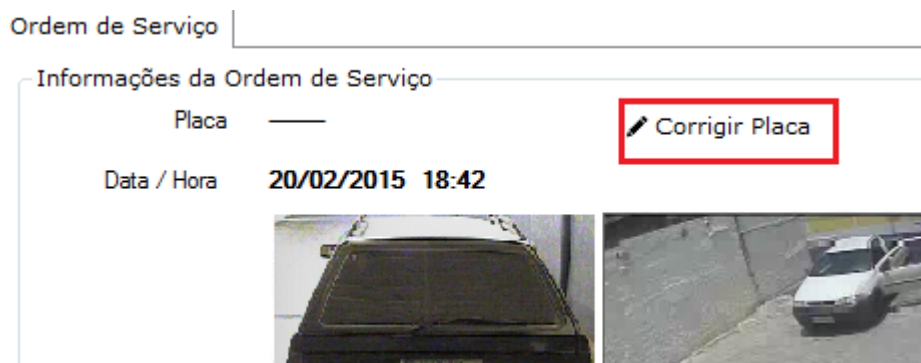 Ordem de Serviço
Informações da Ordem de Serviço
Placa —— Corrigir Placa
Data / Hora 20/02/2015 18:42